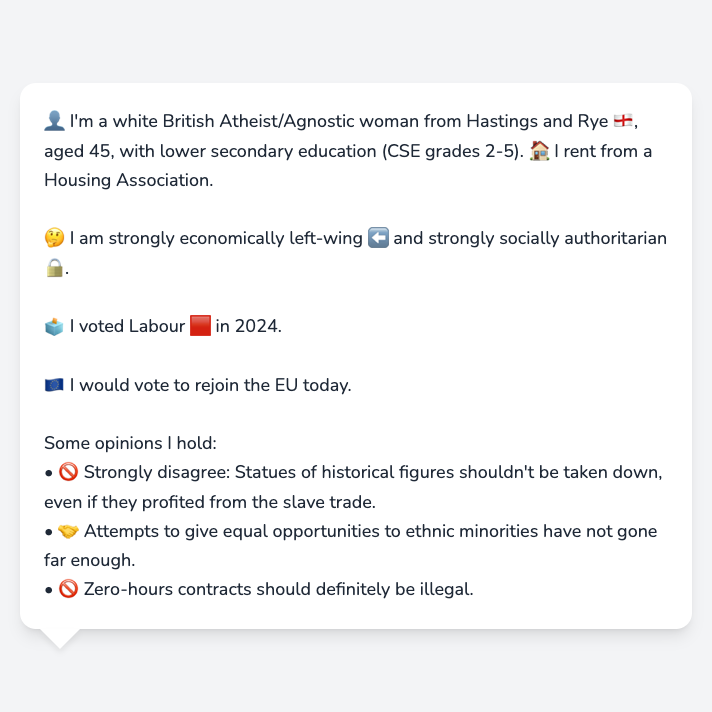 👤 I'm a white British Atheist/Agnostic woman from Hastings and Rye 🏴󠁧󠁢󠁥󠁮󠁧󠁿,
aged 45, with lower secondary education (CSE grades 2-5). 🏠 I rent from a
Housing Association.
🤔 I am strongly economically left-wing ⬅️ and strongly socially authoritarian
🔒.
🗳️ I voted Labour 🟥 in 2024.
🇪🇺 I would vote to rejoin the EU today.
Some opinions I hold:
• 🚫 Strongly disagree: Statues of historical figures shouldn't be taken down,
even if they profited from the slave trade.
• 🤝 Attempts to give equal opportunities to ethnic minorities have not gone
far enough.
• 🚫 Zero-hours contracts should definitely be illegal.